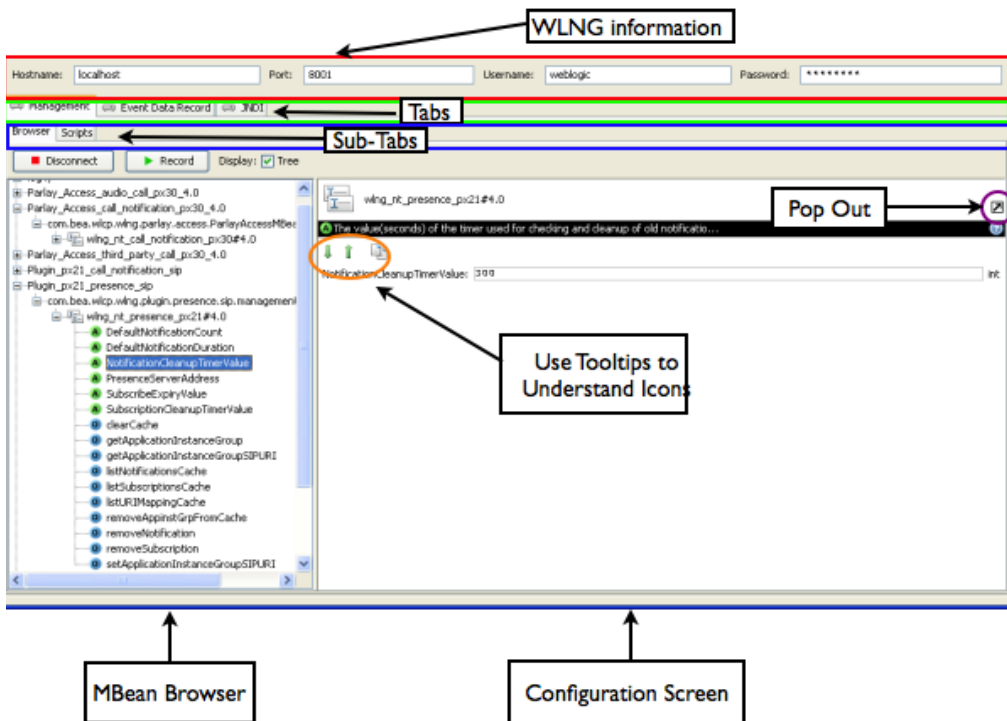 WLNG information
Hostname: localhost Port: 8001 Username: weblogic Password: ********
Management Event Data Record JNDI
Tabs
Browser Scripts
Sub-Tabs
Disconnect Record Display: Tree
Parlay_Access_audio_call_px30_4.0
Parlay_Access_call_notification_px30_4.0
com.bea.wlcp.wlng.parlay.access.ParlayAccessMBea
wlng_nt_call_notification_px30#4.0
Parlay_Access_third_party_call_px30_4.0
Plugin_px21_call_notification_sip
Plugin_px21_presence_sip
com.bea.wlcp.wlng.plugin.presence.sip.management
wlng_nt_presence_px21#4.0
A DefaultNotificationCount
A DefaultNotificationDuration
A NotificationCleanupTimerValue
A PresenceServerAddress
A SubscribeExpiryValue
A SubscriptionCleanupTimerValue
O clearCache
O getApplicationInstanceGroup
O getApplicationInstanceGroupSIPURI
O listNotificationsCache
O listSubscriptionsCache
O listURIMappingCache
O removeAppinstGrpFromCache
O removeNotification
O removeSubscription
O setApplicationInstanceGroupSIPURI
wlng_nt_presence_px21#4.0
Pop Out
A The value(seconds) of the timer used for checking and cleanup of old notificatio...
NotificationCleanupTimerValue: 300 int
Use Tooltips to
Understand Icons
MBean Browser
Configuration Screen